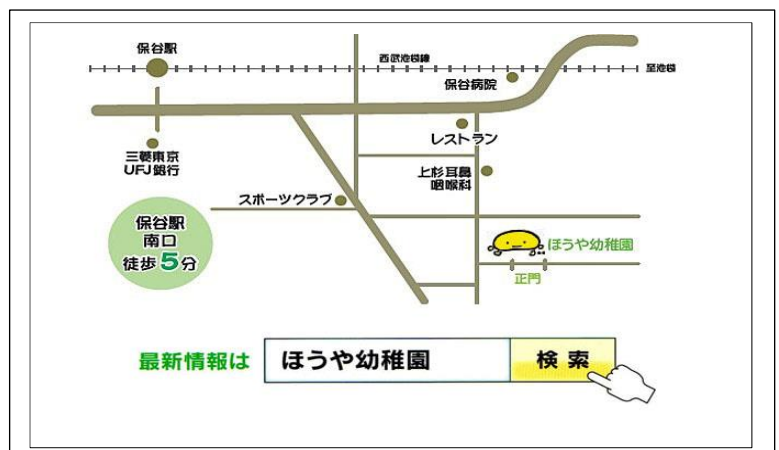 保谷駅
西武池袋線
至池袋
保谷病院
レストラン
三菱東京
UFJ銀行
上杉耳鼻
咽喉科
スポーツクラブ
保谷駅
南口
徒歩5分
ほうや幼稚園
正門
最新情報は ほうや幼稚園 検索